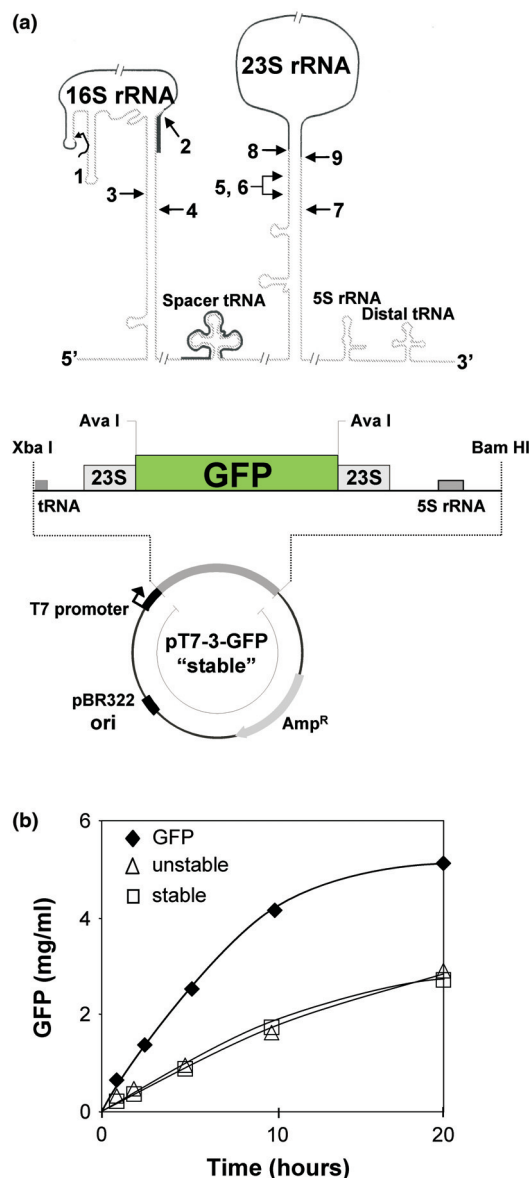 (a)
16S rRNA
23S rRNA
1
2
3
4
8
9
5, 6
7
Spacer tRNA
5S rRNA
Distal tRNA
5’
3’
Ava I
Ava I
Xba I
Bam HI
23S
GFP
23S
tRNA
5S rRNA
T7 promoter
pT7-3-GFP
“stable”
pBR322
ori
AmpR
(b)
6
4
2
0
GFP
unstable
stable
GFP (mg/ml)
0
10
20
Time (hours)